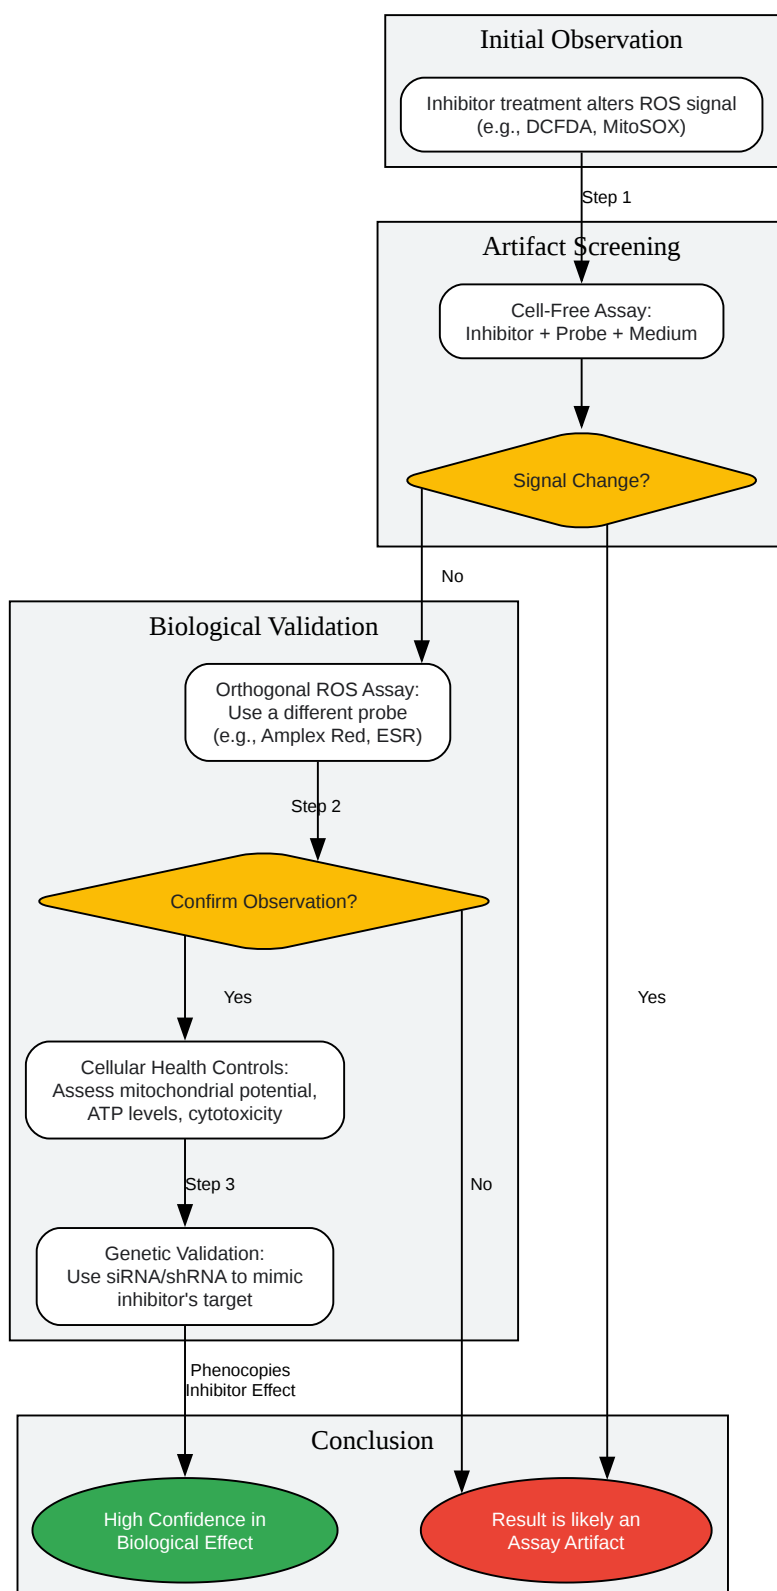 Initial Observation
Inhibitor treatment alters ROS signal
(e.g., DCFDA, MitoSOX)
Step 1
Artifact Screening
Cell-Free Assay:
Inhibitor + Probe + Medium
Signal Change?
No
Biological Validation
Orthogonal ROS Assay:
Use a different probe
(e.g., Amplex Red, ESR)
Step 2
Confirm Observation?
Yes
Yes
Cellular Health Controls:
Assess mitochondrial potential,
ATP levels, cytotoxicity
Step 3
No
Genetic Validation:
Use siRNA/shRNA to mimic
inhibitor's target
Phenocopies
Inhibitor Effect
Conclusion
High Confidence in
Biological Effect
Result is likely an
Assay Artifact